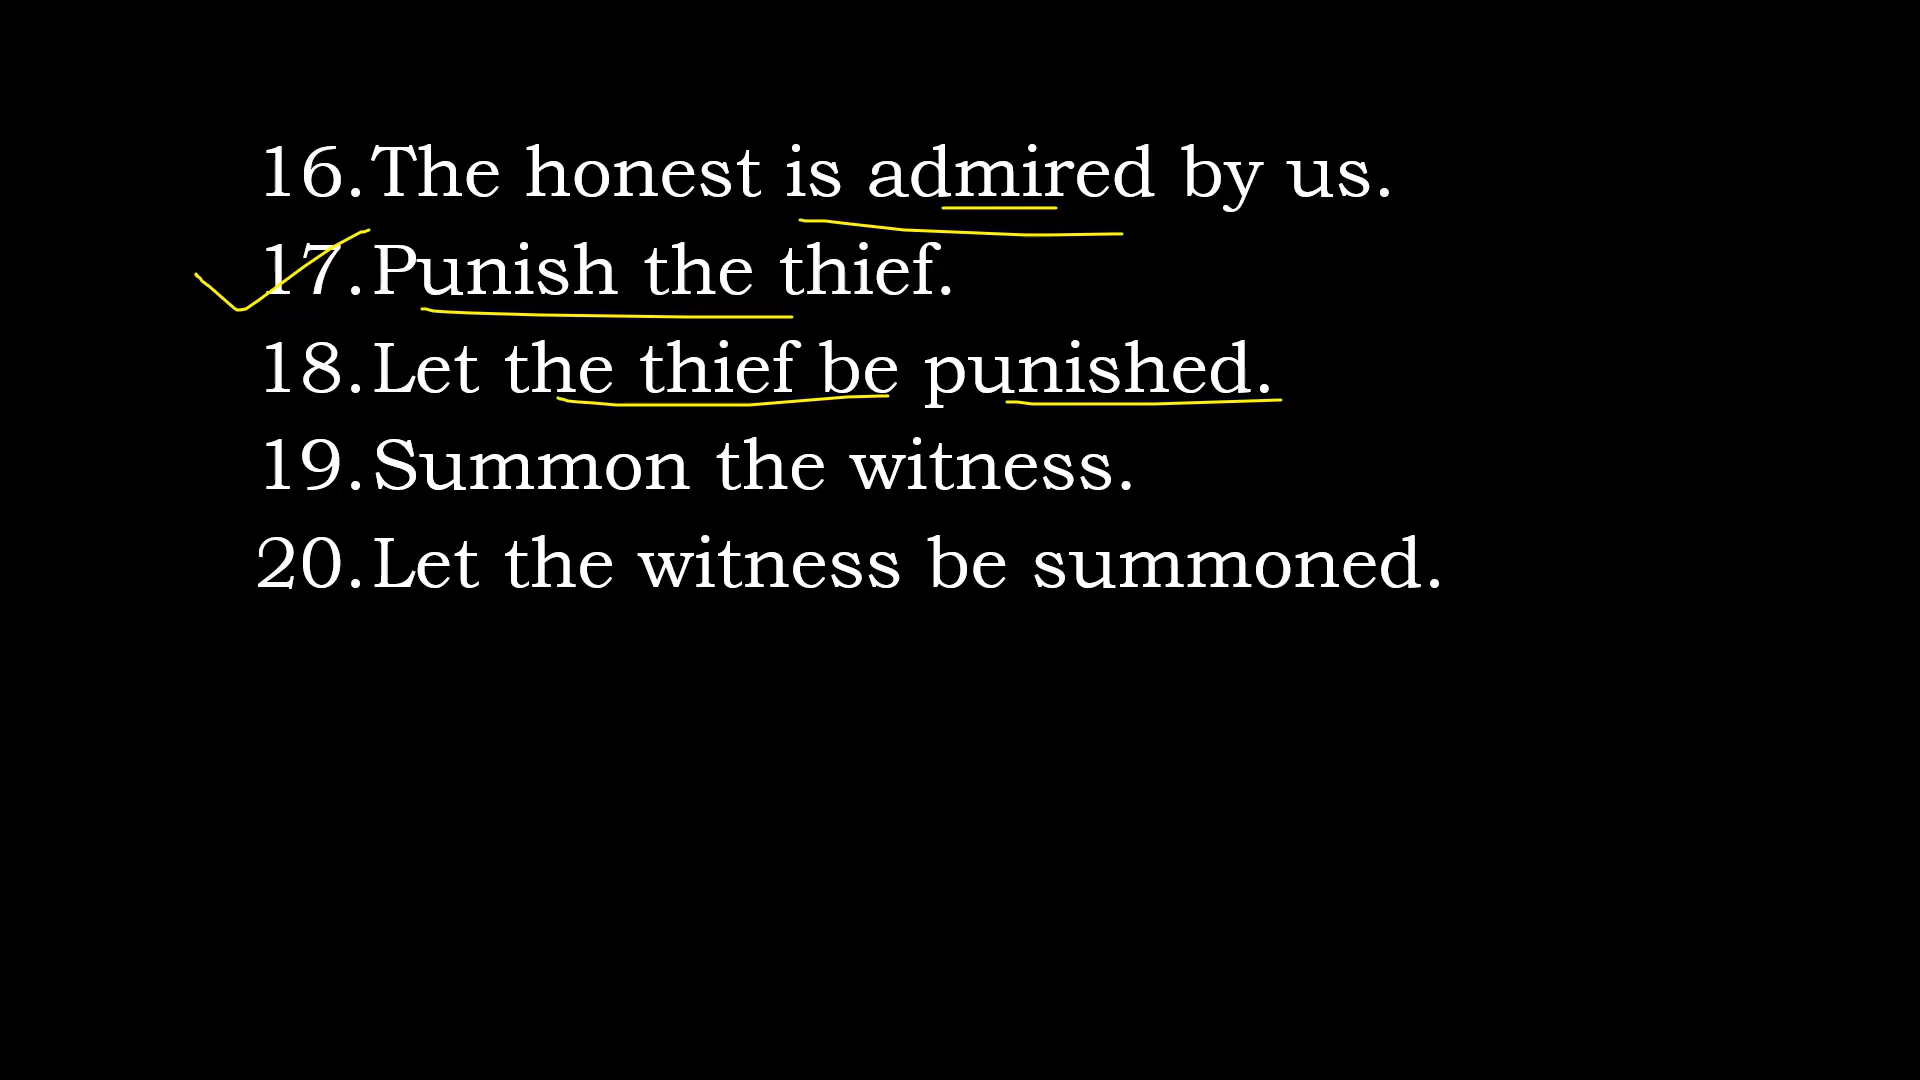 16. The honest is admired by us.
17. Punish the thief.
18. Let the thief be punished.
19. Summon the witness.
20. Let the witness be summoned.